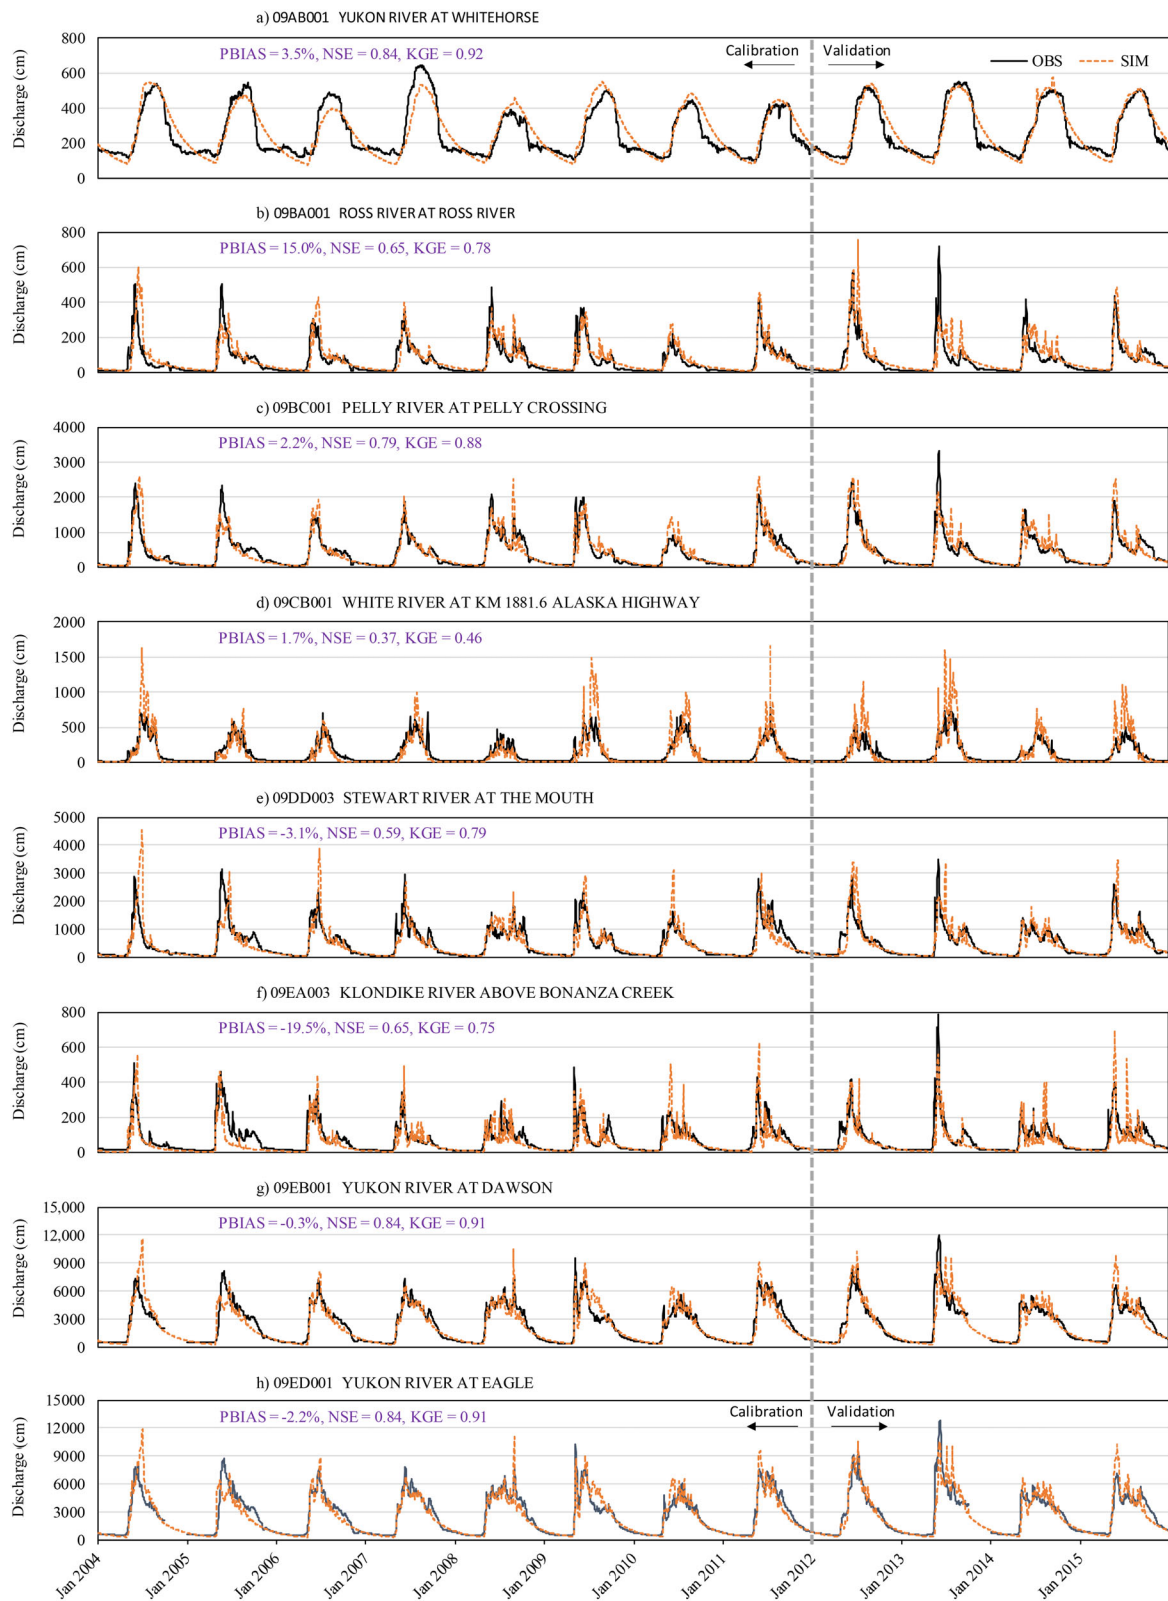 a) 09AB001 YUKON RIVER AT WHITEHORSE
PBIAS = 3.5%, NSE = 0.84, KGE = 0.92
Calibration Validation
OBS SIM
Discharge (cm)
800
600
400
200
0
b) 09BA001 ROSS RIVER AT ROSS RIVER
PBIAS = 15.0%, NSE = 0.65, KGE = 0.78
Discharge (cm)
800
600
400
200
0
c) 09BC001 PELLY RIVER AT PELLY CROSSING
PBIAS = 2.2%, NSE = 0.79, KGE = 0.88
Discharge (cm)
4000
3000
2000
1000
0
d) 09CB001 WHITE RIVER AT KM 1881.6 ALASKA HIGHWAY
PBIAS = 1.7%, NSE = 0.37, KGE = 0.46
Discharge (cm)
2000
1500
1000
500
0
e) 09DD003 STEWART RIVER AT THE MOUTH
PBIAS = -3.1%, NSE = 0.59, KGE = 0.79
Discharge (cm)
5000
4000
3000
2000
1000
0
f) 09EA003 KLONDIKE RIVER ABOVE BONANZA CREEK
PBIAS = -19.5%, NSE = 0.65, KGE = 0.75
Discharge (cm)
800
600
400
200
0
g) 09EB001 YUKON RIVER AT DAWSON
PBIAS = -0.3%, NSE = 0.84, KGE = 0.91
Discharge (cm)
15,000
12,000
9000
6000
3000
0
h) 09ED001 YUKON RIVER AT EAGLE
PBIAS = -2.2%, NSE = 0.84, KGE = 0.91
Calibration Validation
Discharge (cm)
15000
12000
9000
6000
3000
0
Jan 2004
Jan 2005
Jan 2006
Jan 2007
Jan 2008
Jan 2009
Jan 2010
Jan 2011
Jan 2012
Jan 2013
Jan 2014
Jan 2015